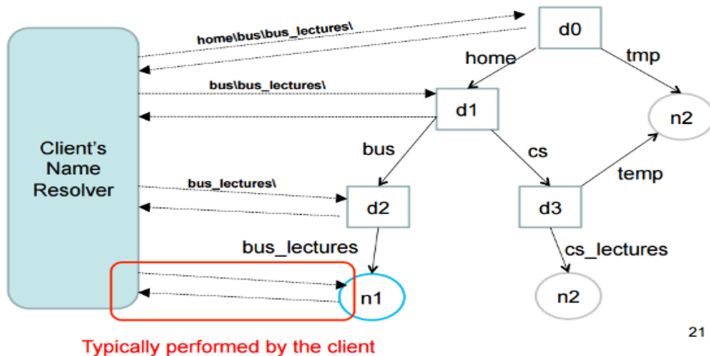 home\bus\bus_lectures\
d0
home
tmp
bus\bus_lectures\
d1
n2
Client's
Name
Resolver
bus
cs
temp
bus_lectures\
d2
d3
bus_lectures
cs_lectures
n1
n2
21
Typically performed by the client